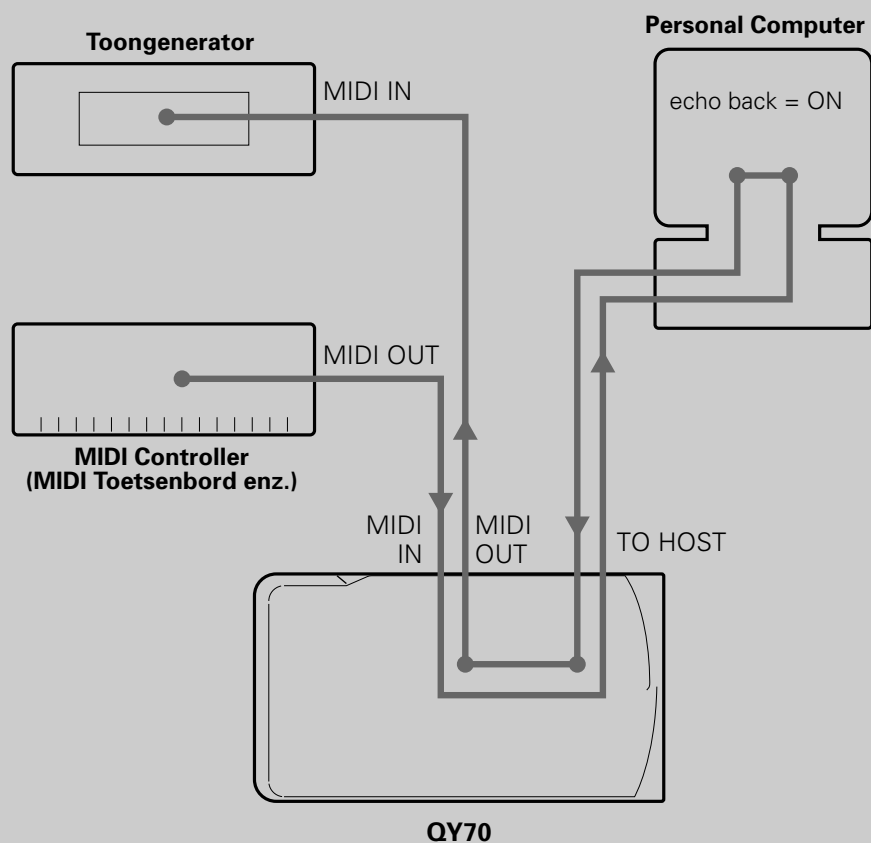 Toongenerator
Personal Computer
MIDI IN
echo back = ON
MIDI OUT
MIDI Controller
(MIDI Toetsenbord enz.)
MIDI
IN
MIDI
OUT
TO HOST
QY70